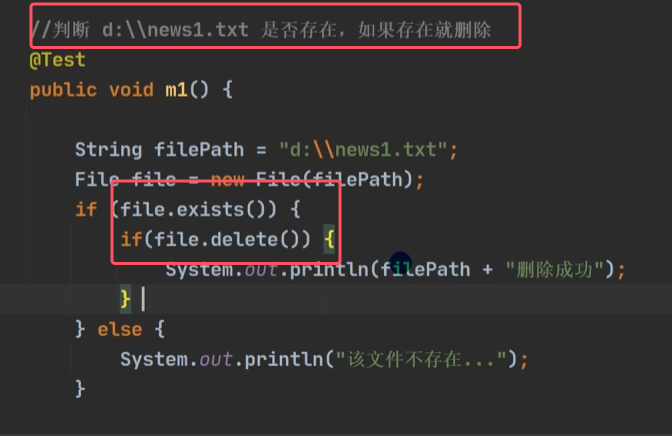 //判断 d:\\news1.txt 是否存在，如果存在就删除
@Test
public void m1() {
String filePath = "d:\\news1.txt";
File file = new File(filePath);
if (file.exists()) {
if(file.delete()) {
System.out.println(filePath + "删除成功");
}
} else {
System.out.println("该文件不存在...");
}